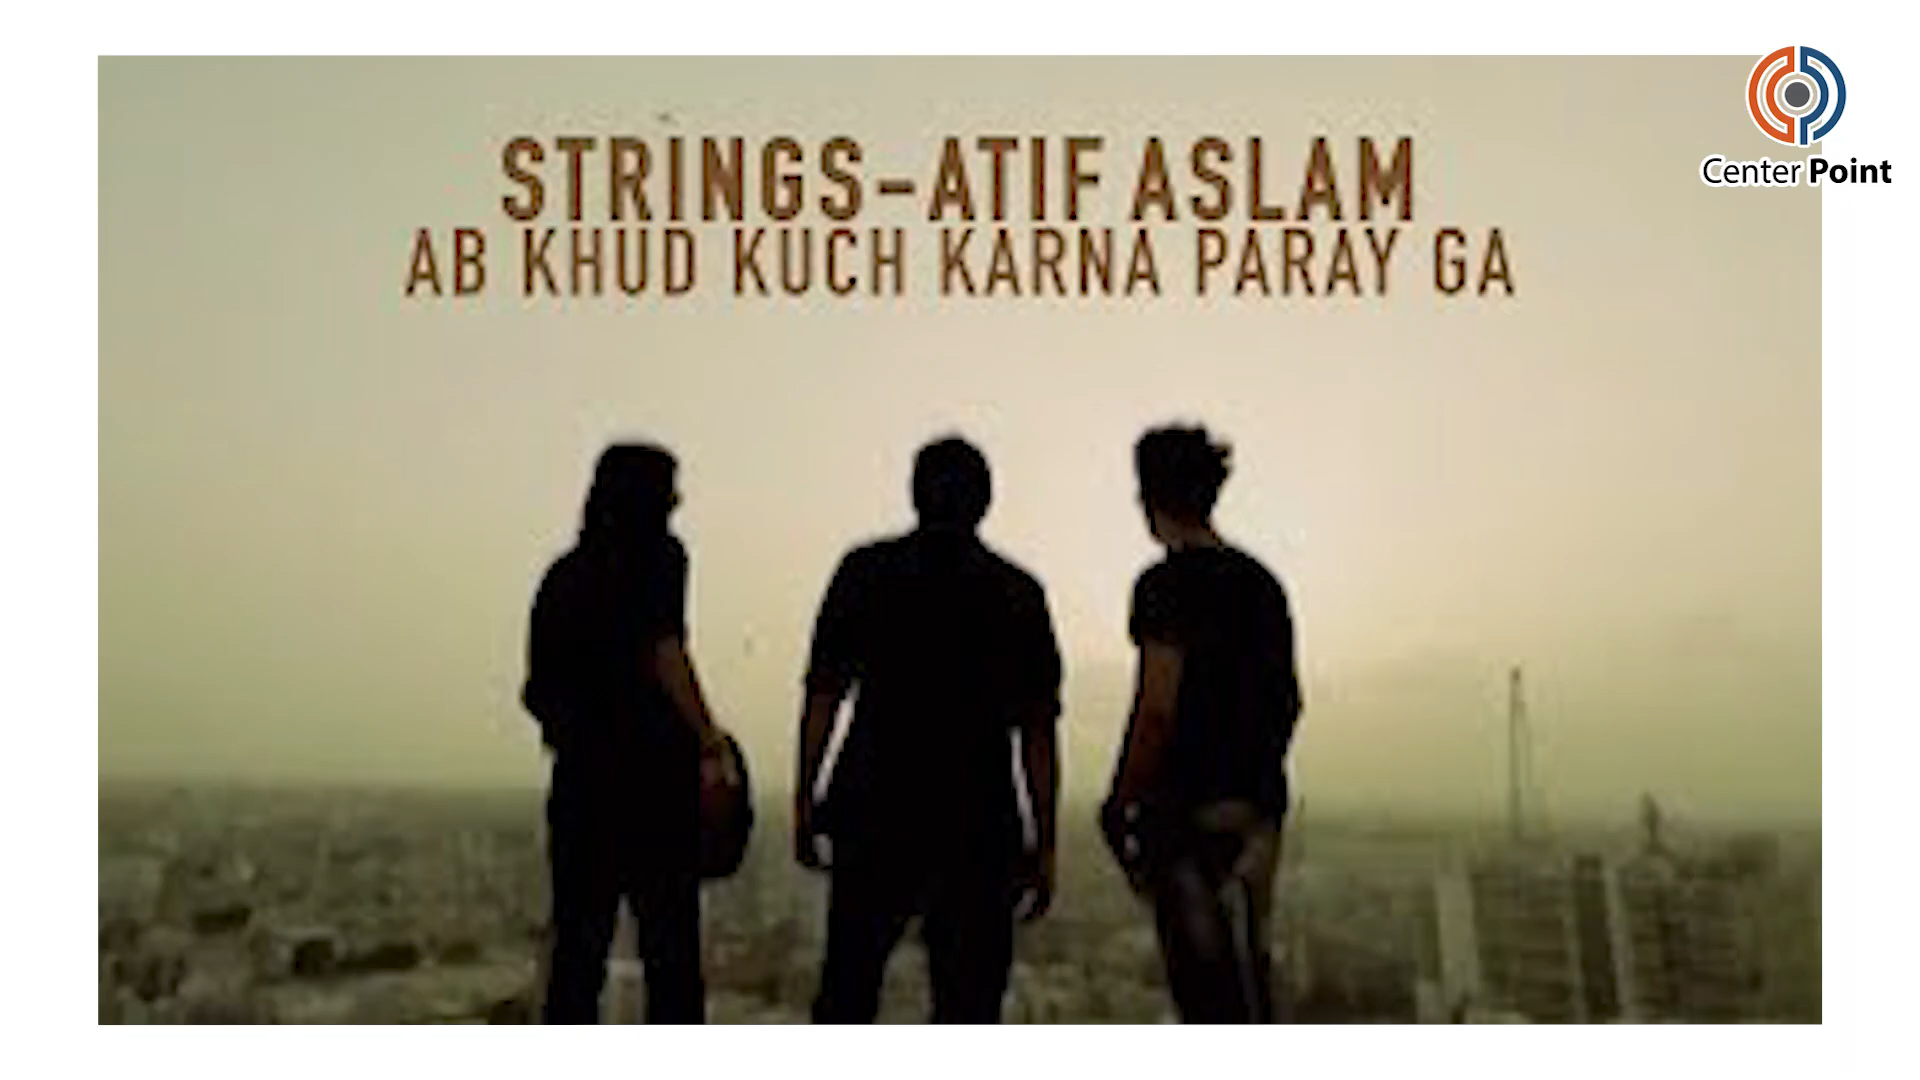 STRINGS-ATIF ASLAM
AB KHUD KUCH KARNA PARAY GA
Center Point